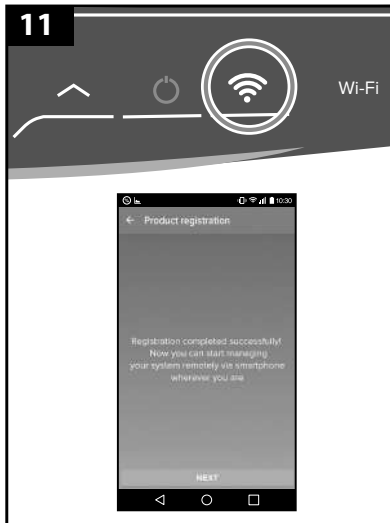 11
Wi-Fi
10:30
Product registration
Registration completed successfully!
Now you can start managing
your system remotely via smartphone
wherever you are
NEXT